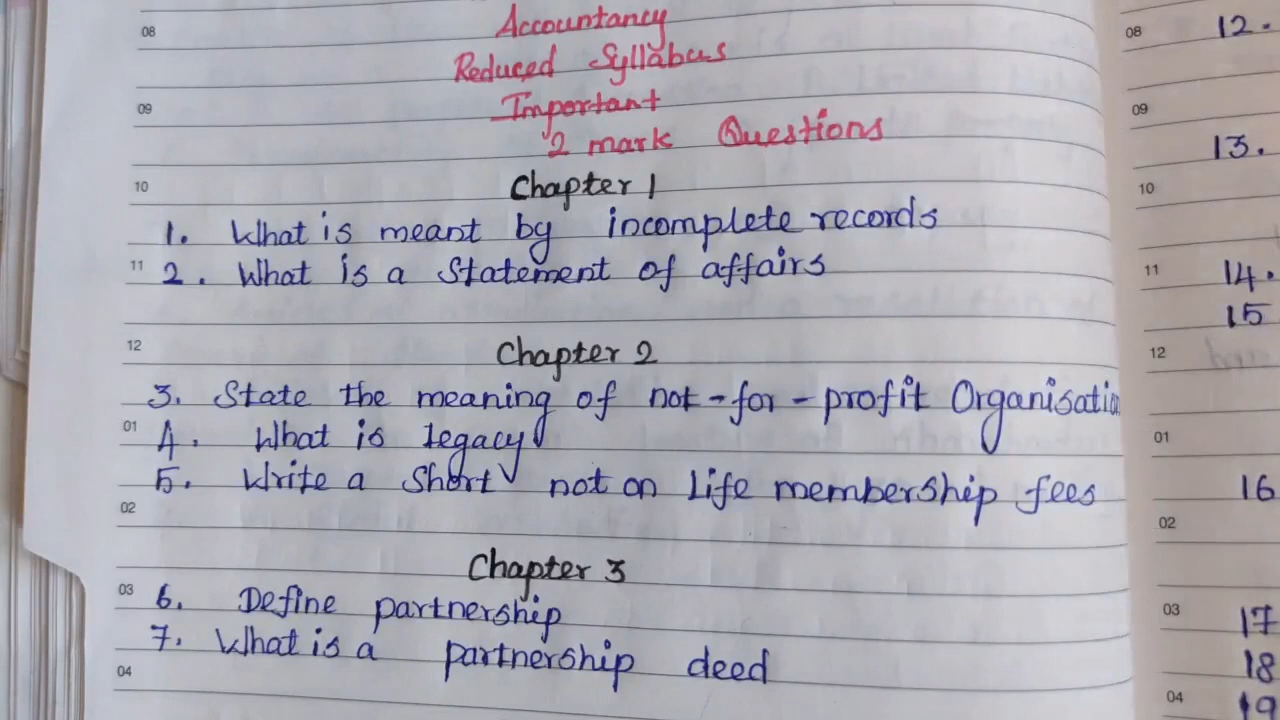 Accountancy
Reduced Syllabus
Important
2 mark Questions
Chapter 1
1. What is meant by incomplete records
2. What is a Statement of affairs
Chapter 2
3. State the meaning of not-for-profit Organisatio
4. What is legacy
5. Write a Short not on Life membership fees
Chapter 3
6. Define partnership
7. What is a partnership deed
08
09
10
11
12
01
02
03
04
08
12.
09
13.
10
11
14.
15
12
01
16
02
03
17
18
04
19